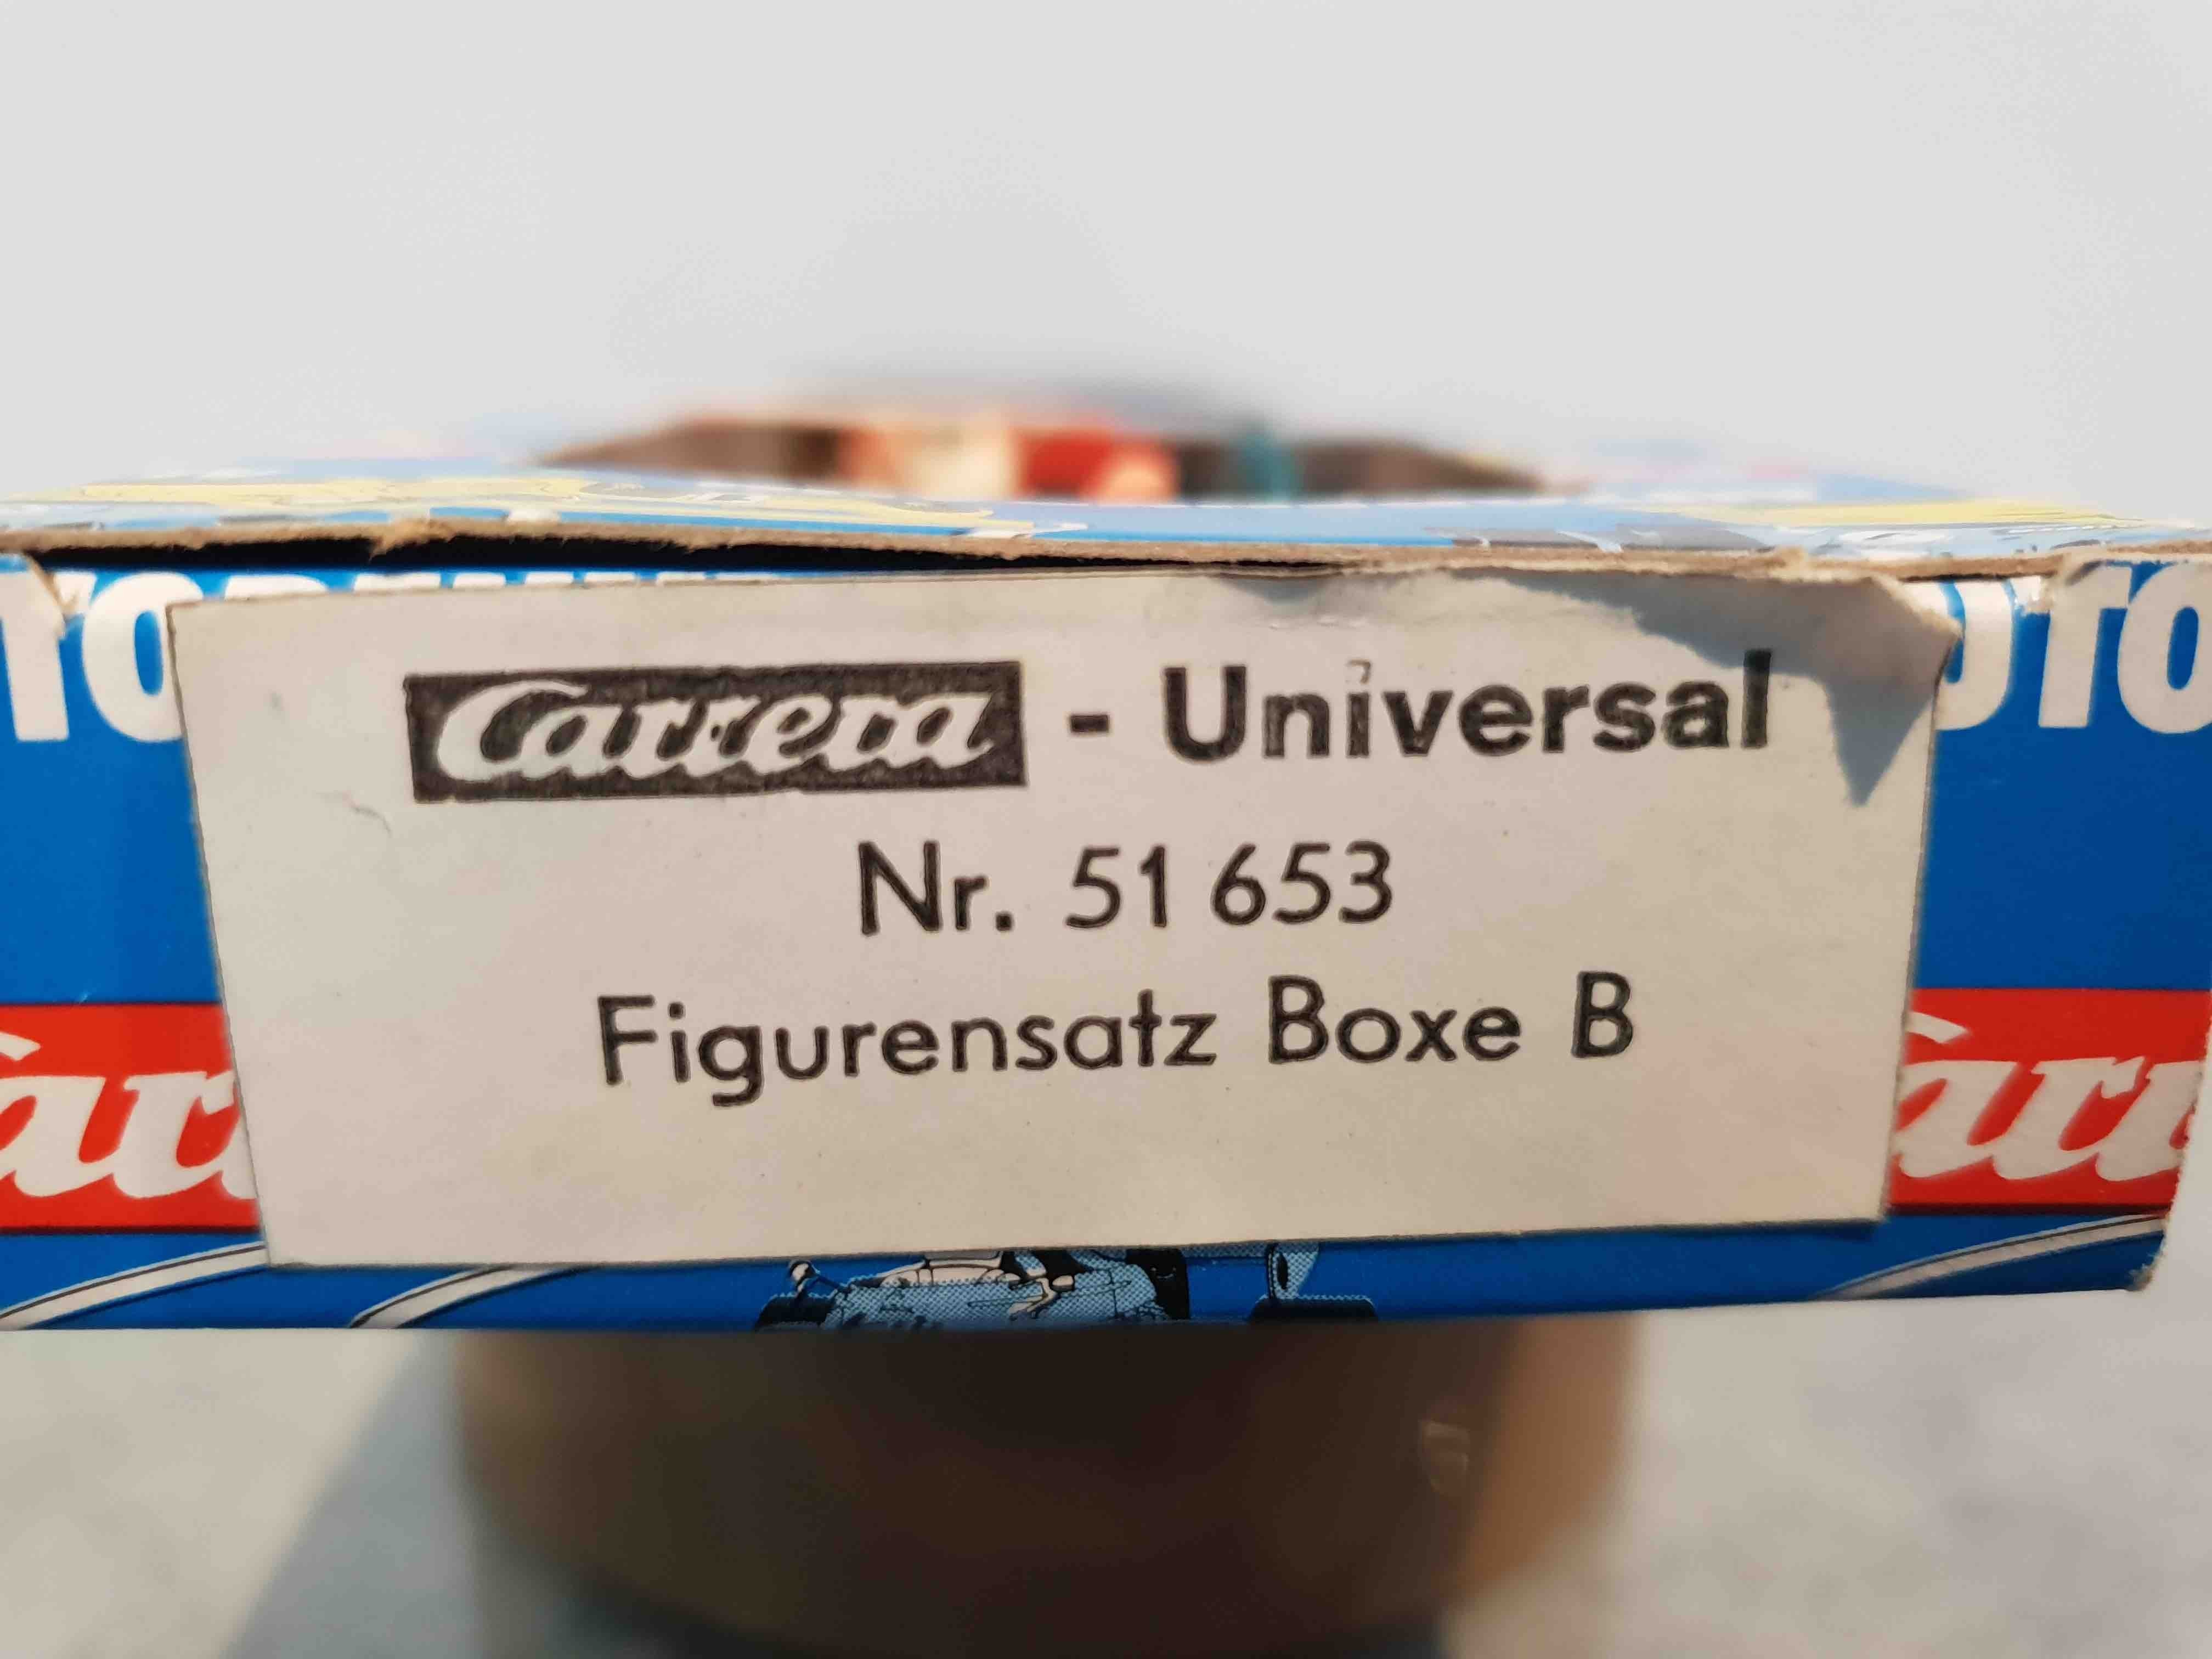 Carrera - Universal
Nr. 51 653
Figurensatz Boxe B